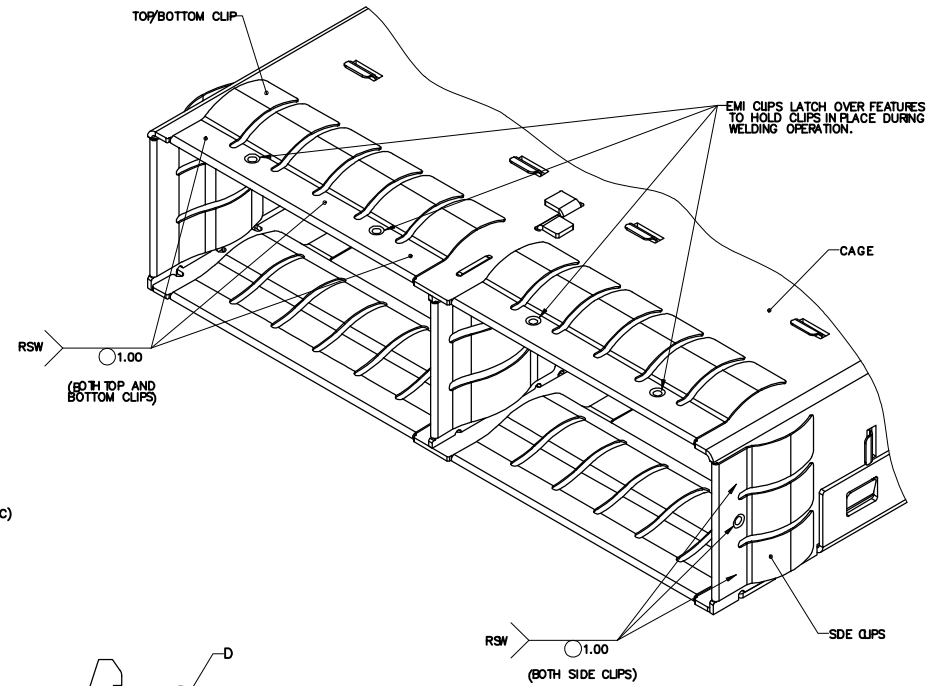 TOP/BOTTOM CLIP
EMI CLIPS LATCH OVER FEATURES
TO HOLD CLIPS IN PLACE DURING
WELDING OPERATION.
CAGE
RSW
1.00
(BOTH TOP AND
BOTTOM CLIPS)
C)
SIDE CLIPS
RSW
1.00
(BOTH SIDE CLIPS)
D